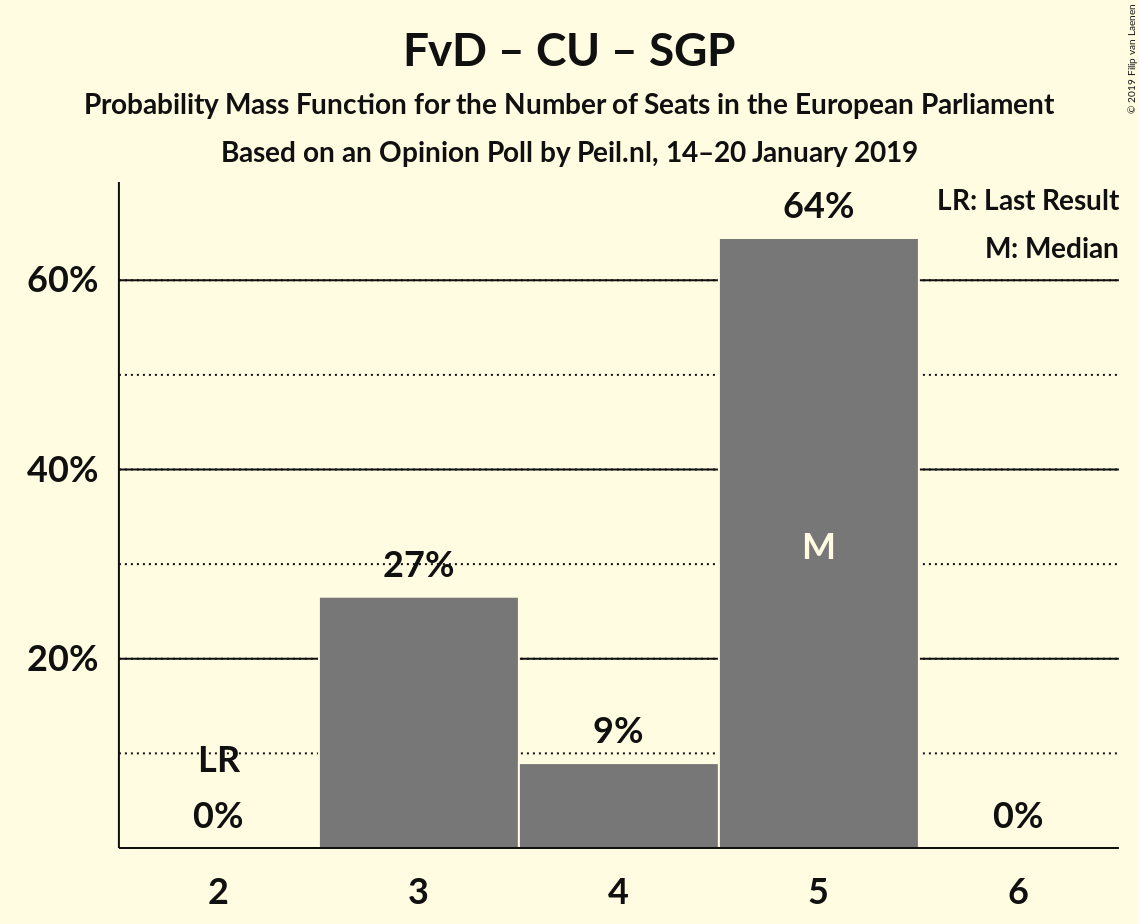 FvD – CU – SGP
Probability Mass Function for the Number of Seats in the European Parliament
Based on an Opinion Poll by Peil.nl, 14–20 January 2019
© 2019 Filip van Laenen
LR: Last Result
M: Median
60%
40%
20%
LR
0%
27%
9%
64%
M
0%
2 3 4 5 6